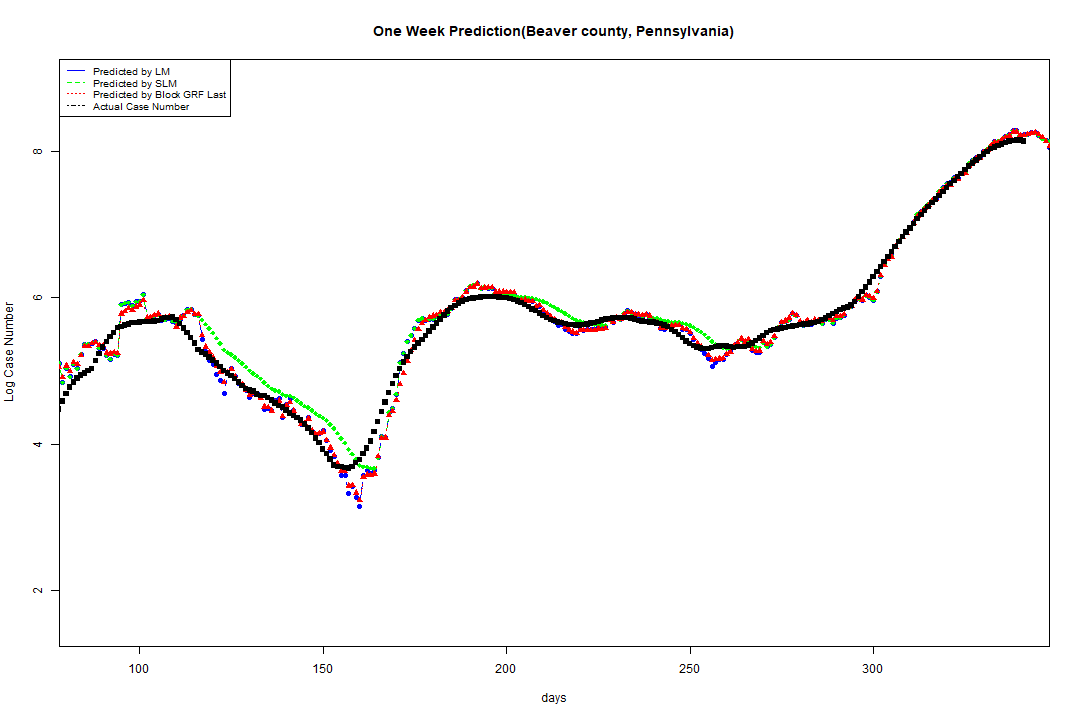 One Week Prediction(Beaver county, Pennsylvania)
Predicted by LM
Predicted by SLM
Predicted by Block GRF Last
Actual Case Number
8
6
4
2
Log Case Number
100 150 200 250 300
days